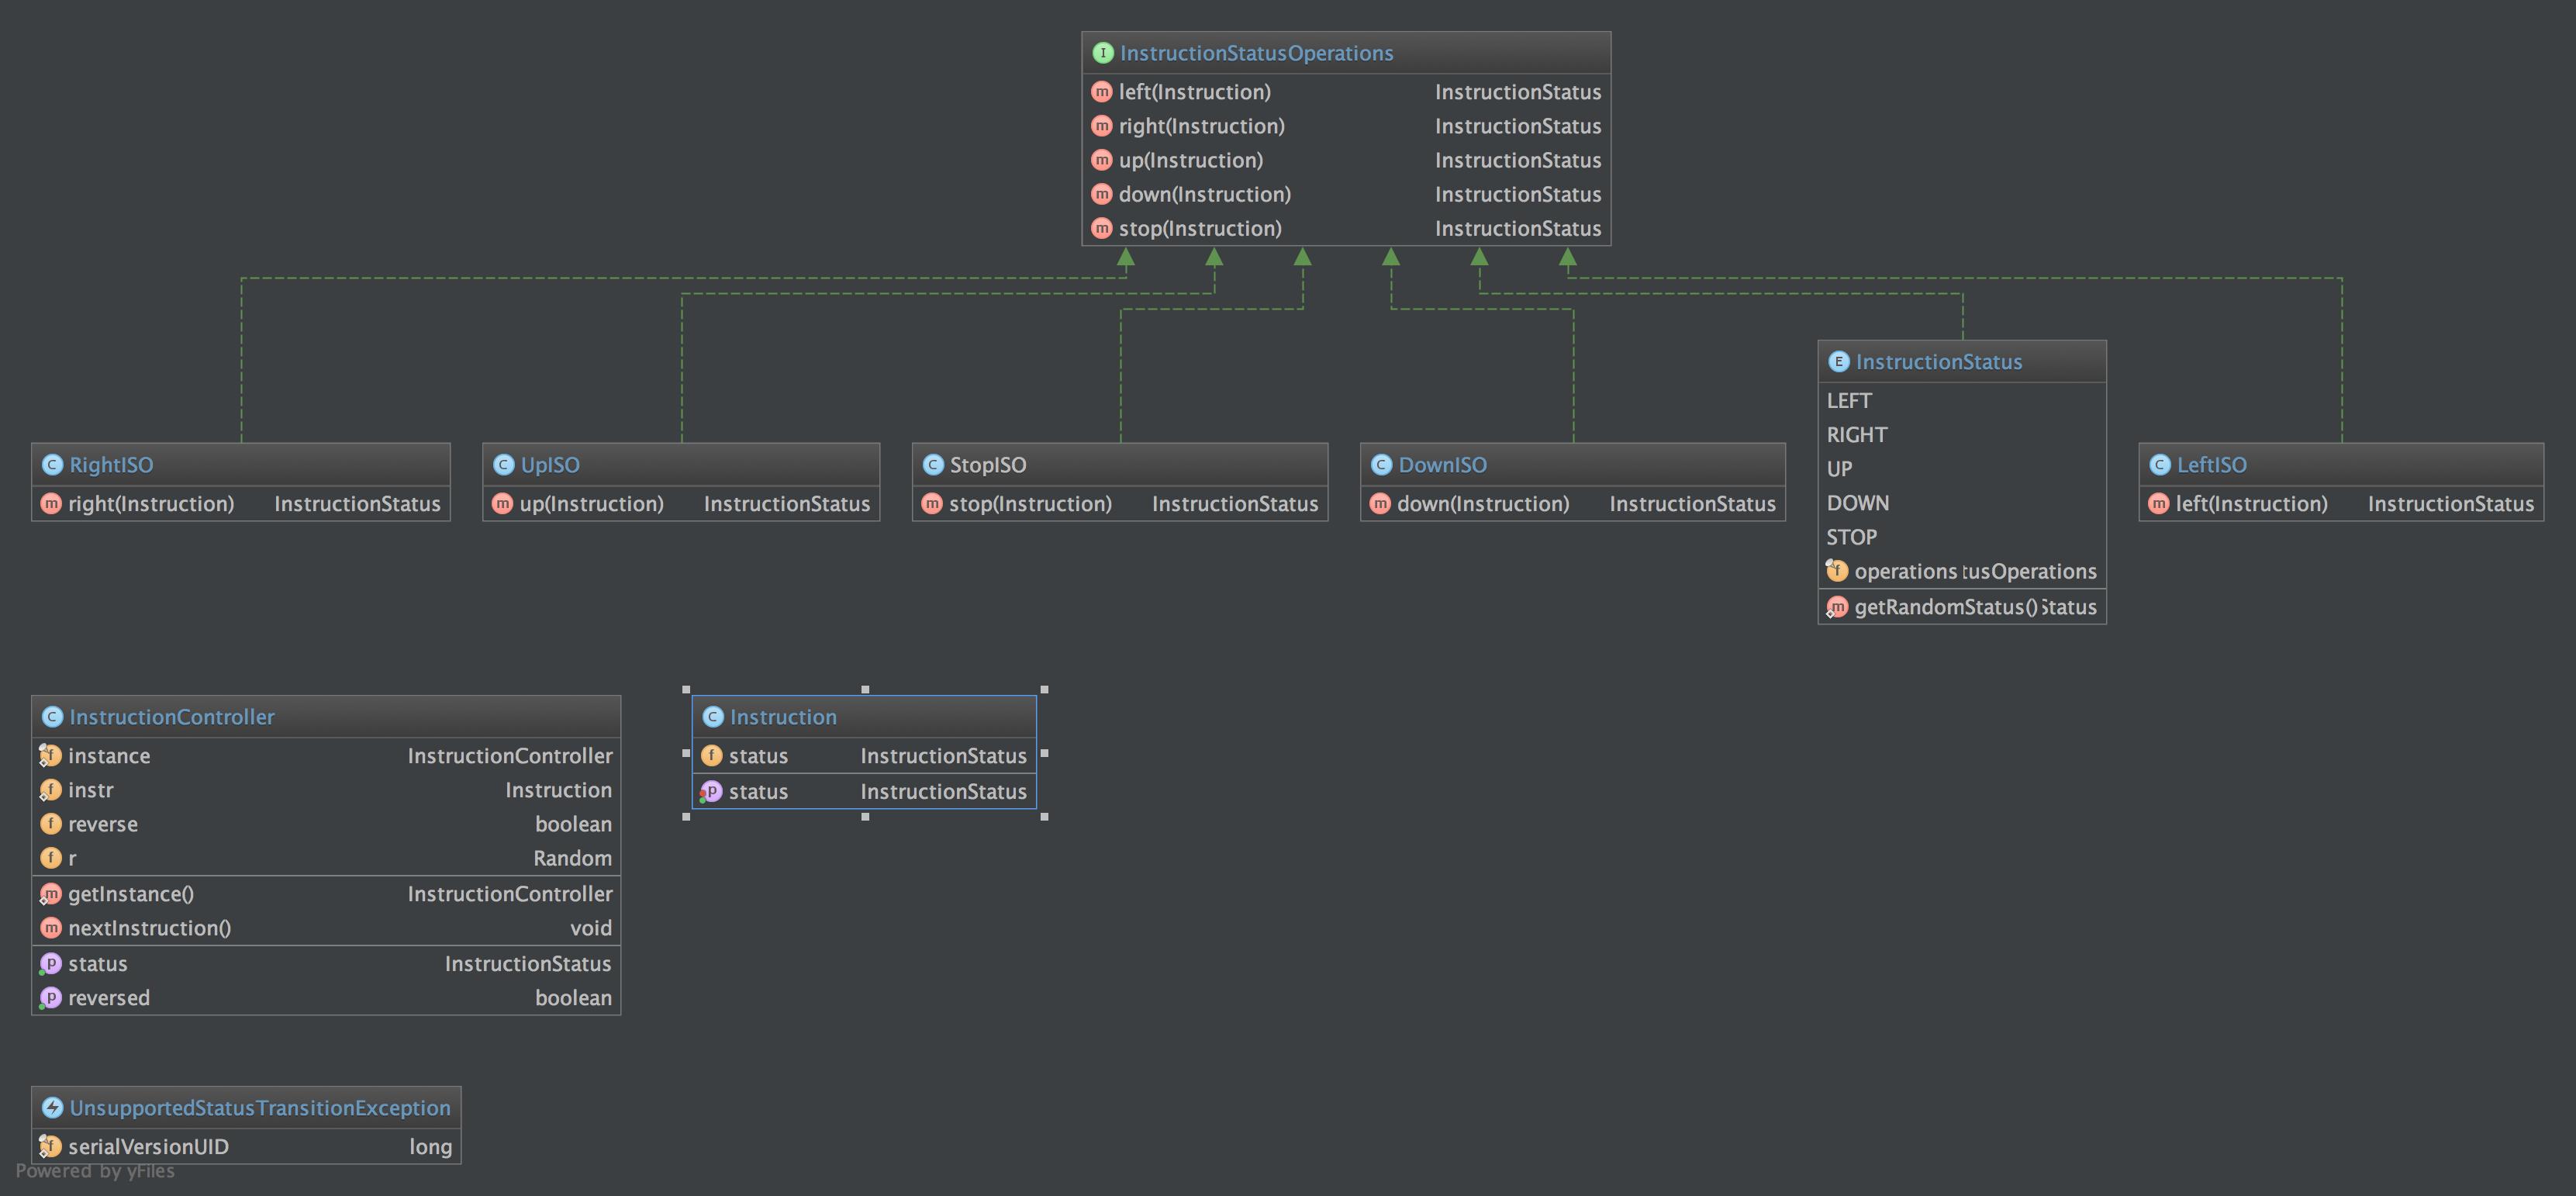 InstructionStatusOperations
left(Instruction) InstructionStatus
right(Instruction) InstructionStatus
up(Instruction) InstructionStatus
down(Instruction) InstructionStatus
stop(Instruction) InstructionStatus
RightISO
right(Instruction) InstructionStatus
UpISO
up(Instruction) InstructionStatus
StopISO
stop(Instruction) InstructionStatus
DownISO
down(Instruction) InstructionStatus
InstructionStatus
LEFT
RIGHT
UP
DOWN
STOP
operations tusOperations
getRandomStatus() Status
LeftISO
left(Instruction) InstructionStatus
InstructionController
instance InstructionController
instr Instruction
reverse boolean
r Random
getInstance() InstructionController
nextInstruction() void
status InstructionStatus
reversed boolean
Instruction
status InstructionStatus
status InstructionStatus
UnsupportedStatusTransitionException
serialVersionUID long
Powered by yFiles